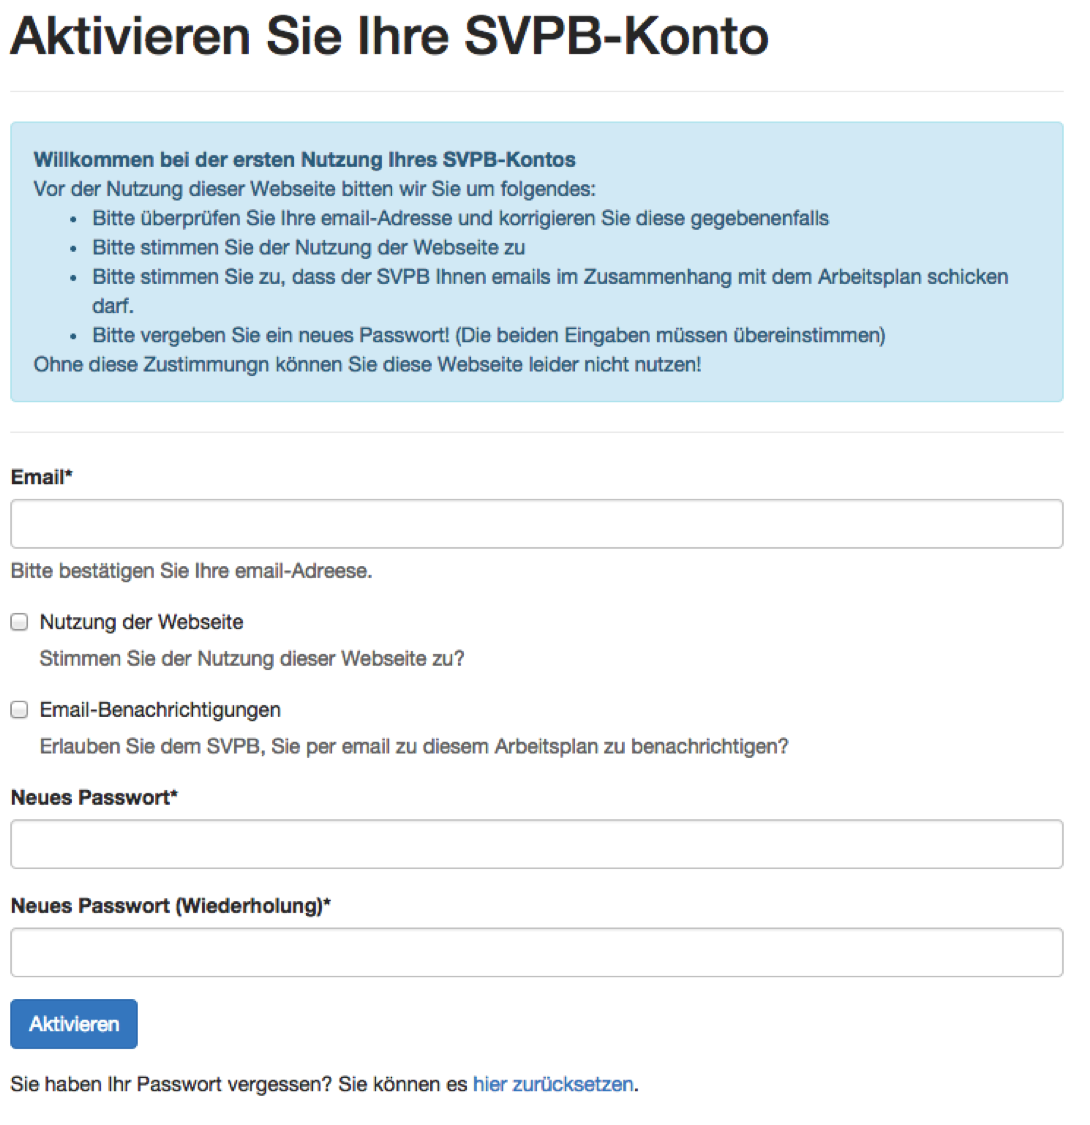 Aktivieren Sie Ihre SVPB-Konto
Willkommen bei der ersten Nutzung Ihres SVPB-Kontos
Vor der Nutzung dieser Webseite bitten wir Sie um folgendes:
• Bitte überprüfen Sie Ihre email-Adresse und korrigieren Sie diese gegebenenfalls
• Bitte stimmen Sie der Nutzung der Webseite zu
• Bitte stimmen Sie zu, dass der SVPB Ihnen emails im Zusammenhang mit dem Arbeitsplan schicken
darf.
• Bitte vergeben Sie ein neues Passwort! (Die beiden Eingaben müssen übereinstimmen)
Ohne diese Zustimmungn können Sie diese Webseite leider nicht nutzen!
Email*
Bitte bestätigen Sie Ihre email-Adreese.
Nutzung der Webseite
Stimmen Sie der Nutzung dieser Webseite zu?
Email-Benachrichtigungen
Erlauben Sie dem SVPB, Sie per email zu diesem Arbeitsplan zu benachrichtigen?
Neues Passwort*
Neues Passwort (Wiederholung)*
Aktivieren
Sie haben Ihr Passwort vergessen? Sie können es hier zurücksetzen.